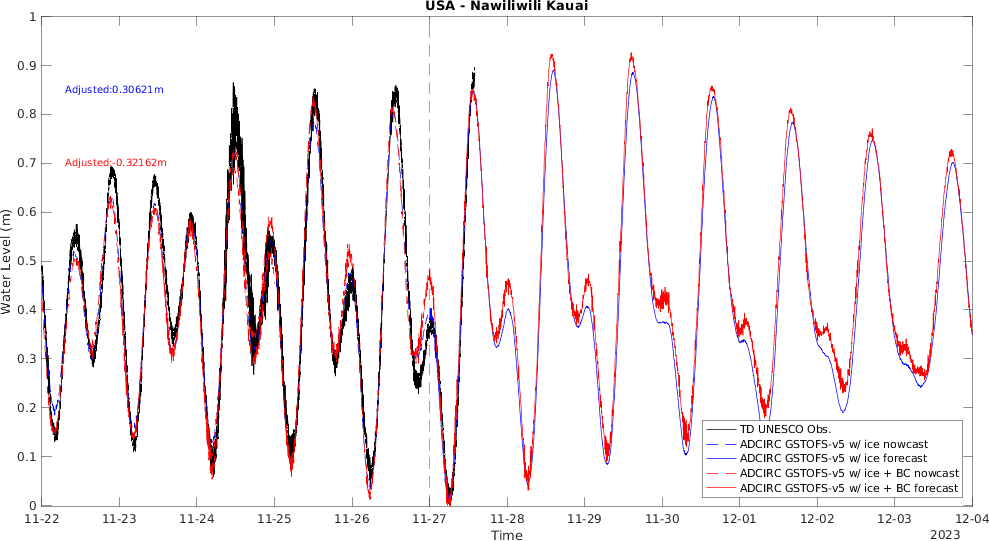 USA - Nawiliwili Kauai
1
0.9
0.8
0.7
0.6
0.5
0.4
0.3
0.2
0.1
0
Water Level (m)
Adjusted:0.30621m
Adjusted:-0.32162m
TD UNESCO Obs.
ADCIRC GSTOFS-v5 w/ ice nowcast
ADCIRC GSTOFS-v5 w/ ice forecast
ADCIRC GSTOFS-v5 w/ ice + BC nowcast
ADCIRC GSTOFS-v5 w/ ice + BC forecast
11-22 11-23 11-24 11-25 11-26 11-27 11-28 11-29 11-30 12-01 12-02 12-03 12-04
Time
2023